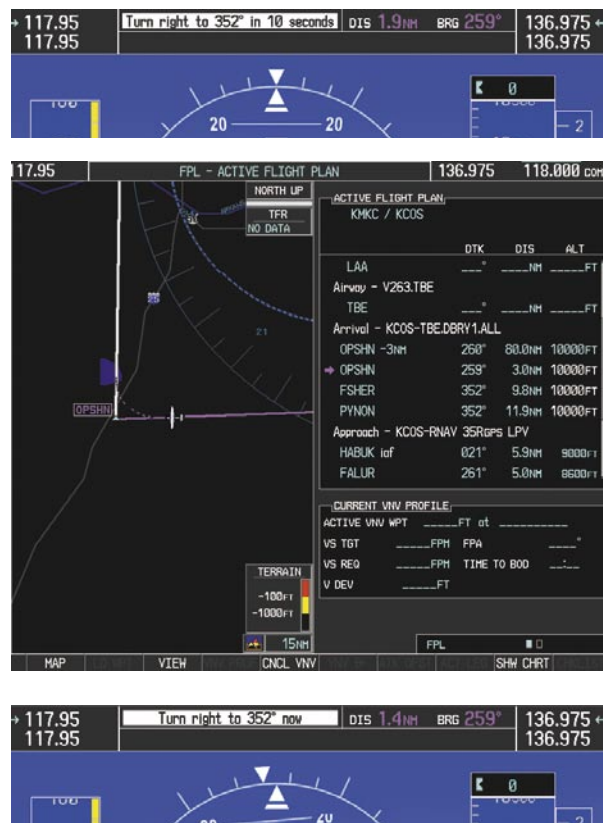 → 117.95 Turn right to 352° in 10 seconds DIS 1.9NM BRG 259° 136.975 ←
117.95 136.975
0
20 20
2
117.95 FPL - ACTIVE FLIGHT PLAN 136.975 118.000 COM
NORTH UP
TFR
NO DATA
21
OPSHN
TERRAIN
-100FT
-1000FT
15NM
ACTIVE FLIGHT PLAN
KMKC / KCOS
DTK DIS ALT
LAA ___° ____NM _____FT
Airway - V263.TBE
TBE ___° ____NM _____FT
Arrival - KCOS-TBE.DBRY1.ALL
OPSHN -3NM 260° 80.0NM 10000FT
OPSHN 259° 3.0NM 10000FT
FSHER 352° 9.8NM 10000FT
PYNON 352° 11.9NM 10000FT
Approach - KCOS-RNAV 35RGPS LPV
HABUK iaf 021° 5.9NM 9000FT
FALUR 261° 5.0NM 8600FT
CURRENT VNV PROFILE
ACTIVE VNV WPT _____FT at __________
VS TGT _____FPM FPA ____°
VS REQ _____FPM TIME TO BOD __:__
V DEV _____FT
FPL
MAP VIEW CNCL VNV SHW CHRT
→ 117.95 Turn right to 352° now DIS 1.4NM BRG 259° 136.975 ←
117.95 136.975
0
20
2